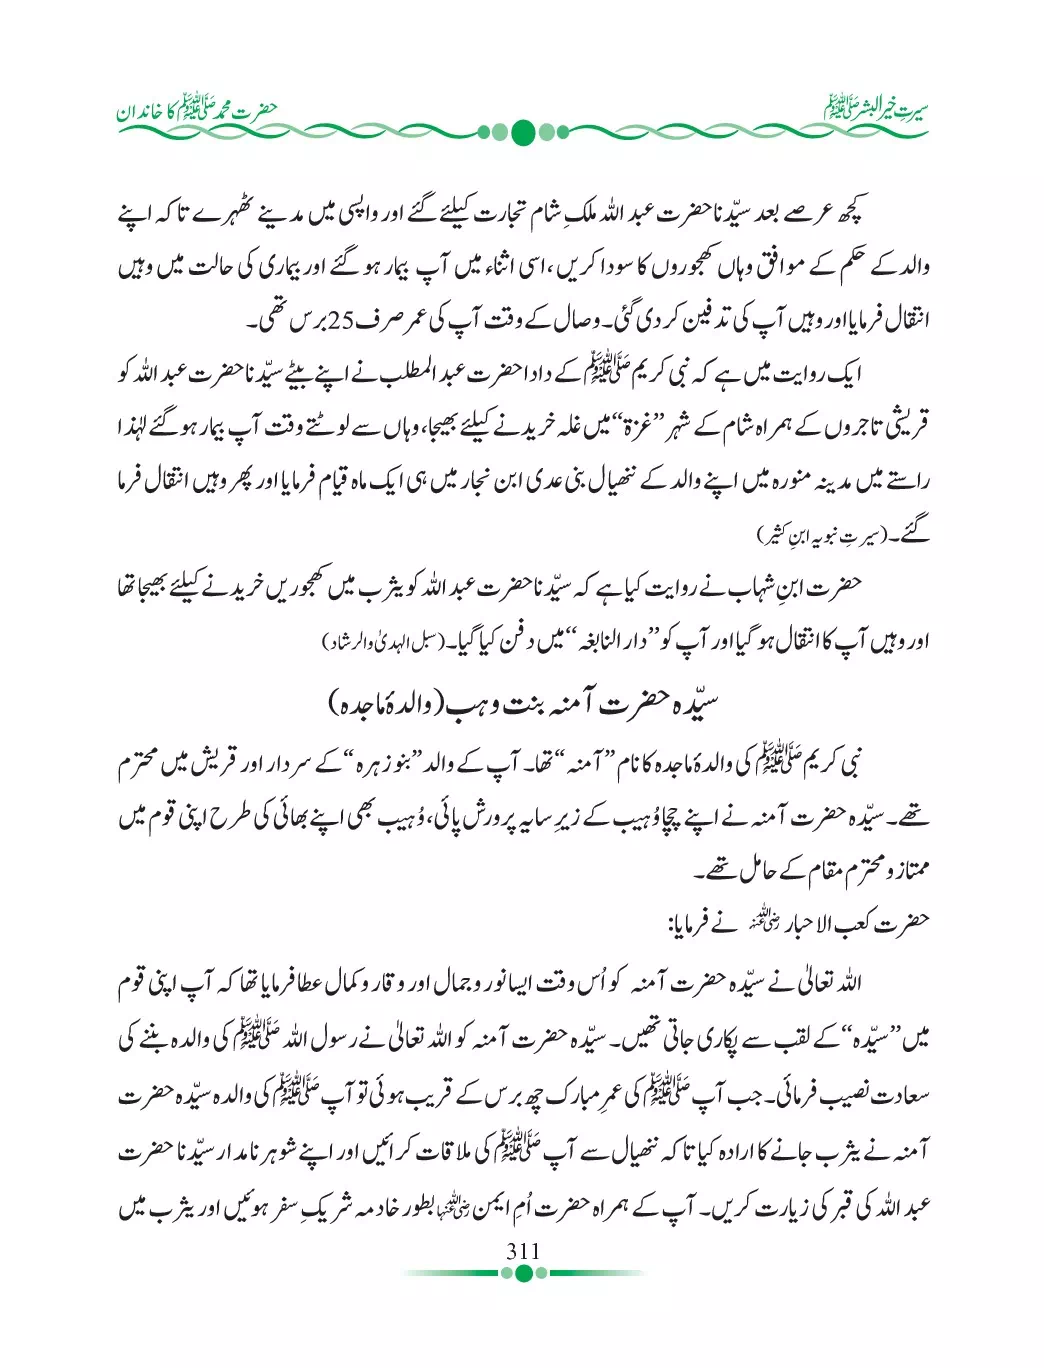 سیرتِ خیر البشر ﷺ
حضرت محمد ﷺ کا خاندان
کچھ عرصے بعد سیّدنا حضرت عبد اللہ ملکِ شام تجارت کیلئے گئے اور واپسی میں مدینے ٹھہرے تاکہ اپنے
والد کے حکم کے موافق وہاں کھجوروں کا سودا کریں، اسی اثناء میں آپ بیمار ہو گئے اور بیماری کی حالت میں وہیں
انتقال فرمایا اور وہیں آپ کی تدفین کر دی گئی۔ وصال کے وقت آپ کی عمر صرف 25 برس تھی۔
ایک روایت میں ہے کہ نبی کریم ﷺ کے دادا حضرت عبد المطلب نے اپنے بیٹے سیّدنا حضرت عبد اللہ کو
قریشی تاجروں کے ہمراہ شام کے شہر ”غزۃ“ میں غلہ خریدنے کیلئے بھیجا، وہاں سے لوٹتے وقت آپ بیمار ہو گئے لہٰذا
راستے میں مدینہ منورہ میں اپنے والد کے ننھیال بنی عدی ابن نجار میں ہی ایک ماہ قیام فرمایا اور پھر وہیں انتقال فرما
گئے۔ (سیرتِ نبویہ ابنِ کثیر)
حضرت ابنِ شہاب نے روایت کیا ہے کہ سیّدنا حضرت عبد اللہ کو یثرب میں کھجوریں خریدنے کیلئے بھیجا تھا
اور وہیں آپ کا انتقال ہو گیا اور آپ کو ”دار النابغہ“ میں دفن کیا گیا۔ (سبل الہدیٰ والرشاد)
سیّدہ حضرت آمنہ بنت وہب (والدۂ ماجدہ)
نبی کریم ﷺ کی والدۂ ماجدہ کا نام ”آمنہ“ تھا۔ آپ کے والد ”بنو زہرہ“ کے سردار اور قریش میں محترم
تھے۔ سیّدہ حضرت آمنہ نے اپنے چچا وُہیب کے زیرِ سایہ پرورش پائی، وُہیب بھی اپنے بھائی کی طرح اپنی قوم میں
ممتاز و محترم مقام کے حامل تھے۔
حضرت کعب الاحبار رضی اللہ عنہ نے فرمایا:
اللہ تعالیٰ نے سیّدہ حضرت آمنہ کو اُس وقت ایسا نور و جمال اور وقار و کمال عطا فرمایا تھا کہ آپ اپنی قوم
میں ”سیّدہ“ کے لقب سے پکاری جاتی تھیں۔ سیّدہ حضرت آمنہ کو اللہ تعالیٰ نے رسول اللہ ﷺ کی والدہ بننے کی
سعادت نصیب فرمائی۔ جب آپ ﷺ کی عمرِ مبارک چھ برس کے قریب ہوئی تو آپ ﷺ کی والدہ سیّدہ حضرت
آمنہ نے یثرب جانے کا ارادہ کیا تاکہ ننھیال سے آپ ﷺ کی ملاقات کرائیں اور اپنے شوہر نامدار سیّدنا حضرت
عبد اللہ کی قبر کی زیارت کریں۔ آپ کے ہمراہ حضرت اُمِ ایمن رضی اللہ عنہا بطور خادمہ شریکِ سفر ہوئیں اور یثرب میں
311